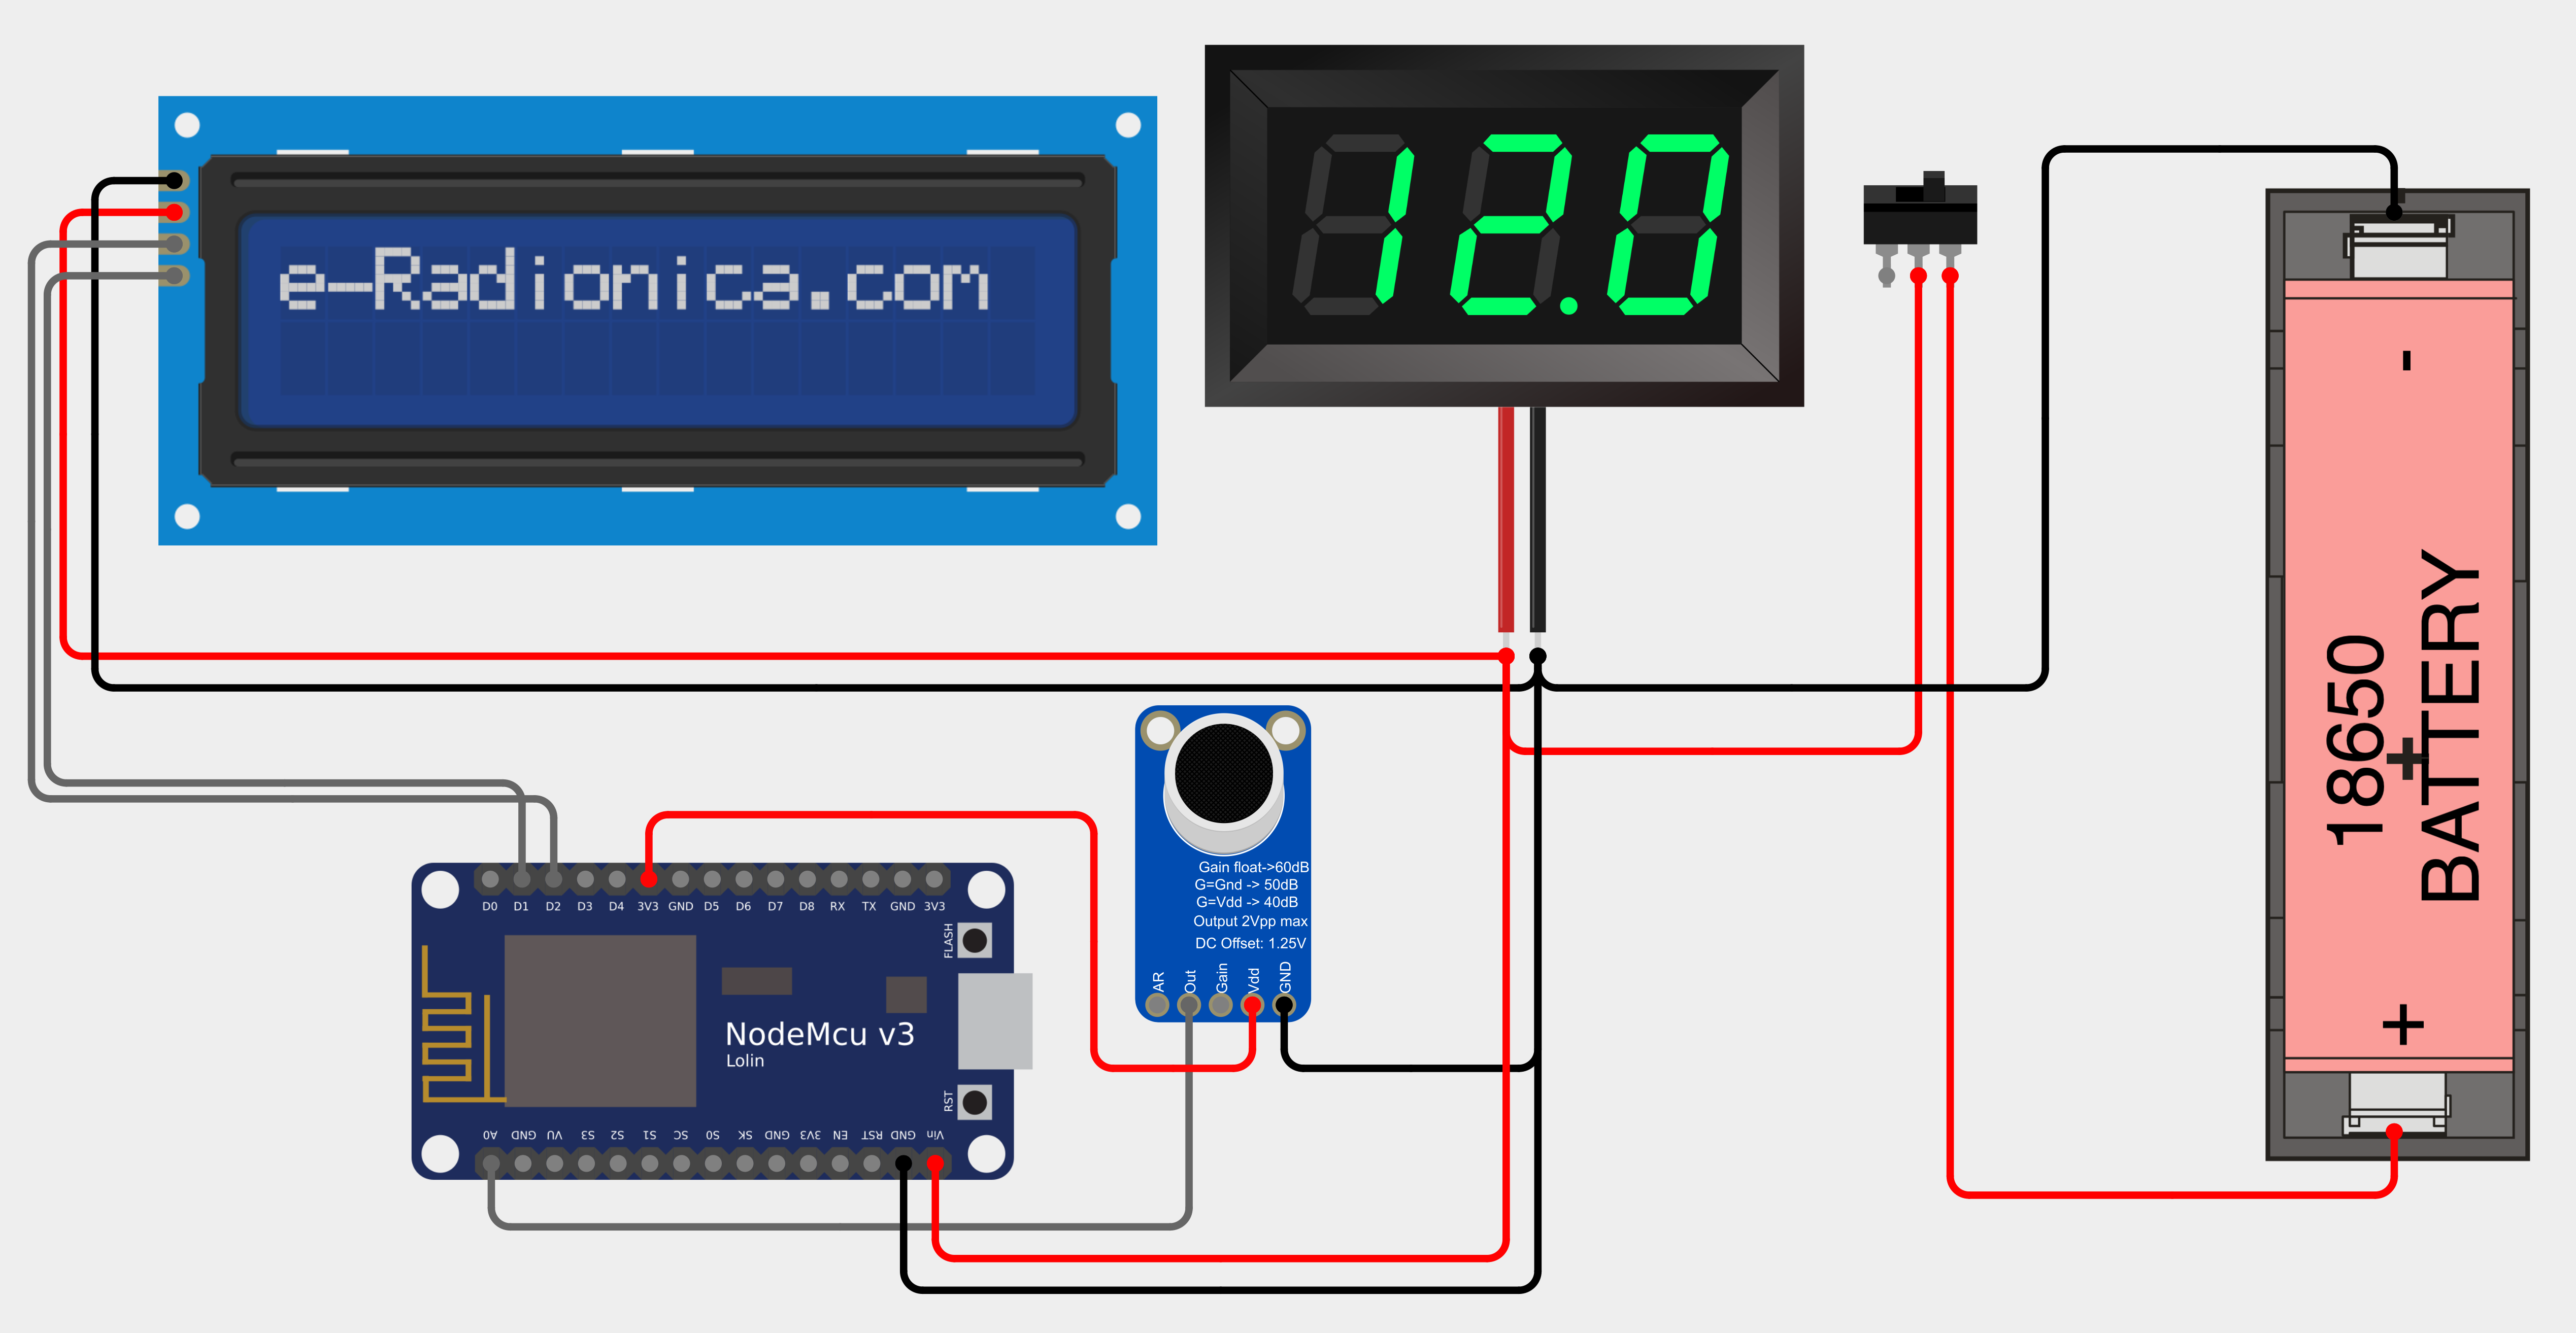 e-Radionica.com
12.0
-
18650
BATTERY
+
+
Gain float->60dB
G=Gnd -> 50dB
G=Vdd -> 40dB
Output 2Vpp max
DC Offset: 1.25V
AR Out Gain Vdd GND
D0 D1 D2 D3 D4 3V3 GND D5 D6 D7 D8 RX TX GND 3V3
FLASH
NodeMcu v3
Lolin
RST
A0 GND VU S3 S2 S1 SC S0 SK GND 3V3 EN RST GND Vin